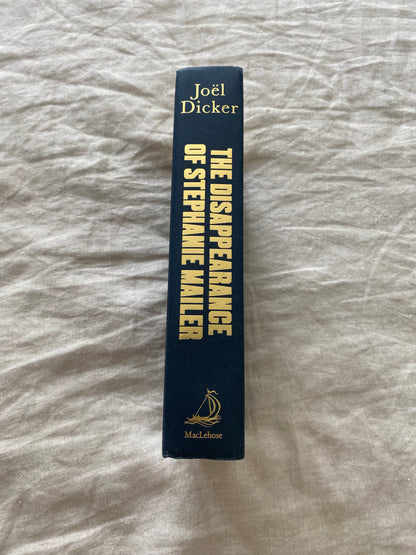 Joël
Dicker
THE DISAPPEARANCE
OF STEPHANIE MAILER
MacLehose